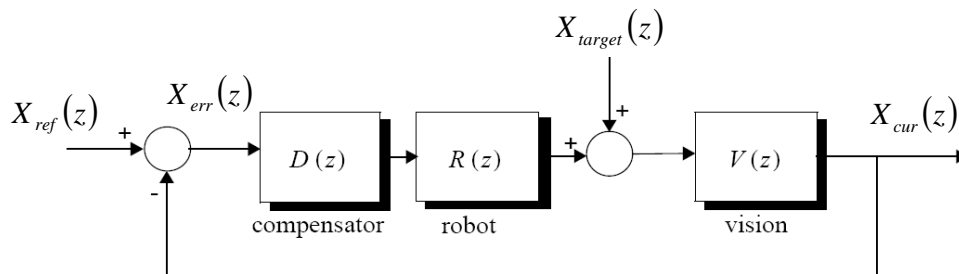 X_target(z)
X_ref(z)
X_err(z)
X_cur(z)
+
+
+
-
D(z)
R(z)
V(z)
compensator
robot
vision